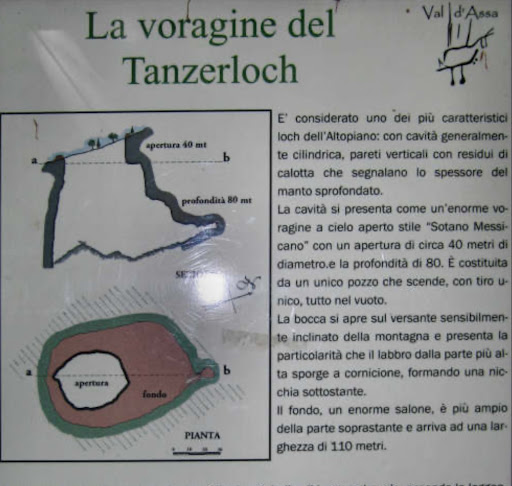 La voragine del
Tanzerloch
Val d'Assa
a
apertura 40 mt
b
profondità 80 mt
N
a
apertura
fondo
b
PIANTA
E' considerato uno dei più caratteristici
loch dell'Altopiano: con cavità generalmen-
te cilindrica, pareti verticali con residui di
calotta che segnalano lo spessore del
manto sprofondato.
La cavità si presenta come un'enorme vo-
ragine a cielo aperto stile "Sotano Messi-
cano" con un apertura di circa 40 metri di
diametro.e la profondità di 80. È costituita
da un unico pozzo che scende, con tiro u-
nico, tutto nel vuoto.
La bocca si apre sul versante sensibilmen-
te inclinato della montagna e presenta la
particolarità che il labbro dalla parte più al-
ta sporge a cornicione, formando una nic-
chia sottostante.
Il fondo, un enorme salone, è più ampio
della parte soprastante e arriva ad una lar-
ghezza di 110 metri.